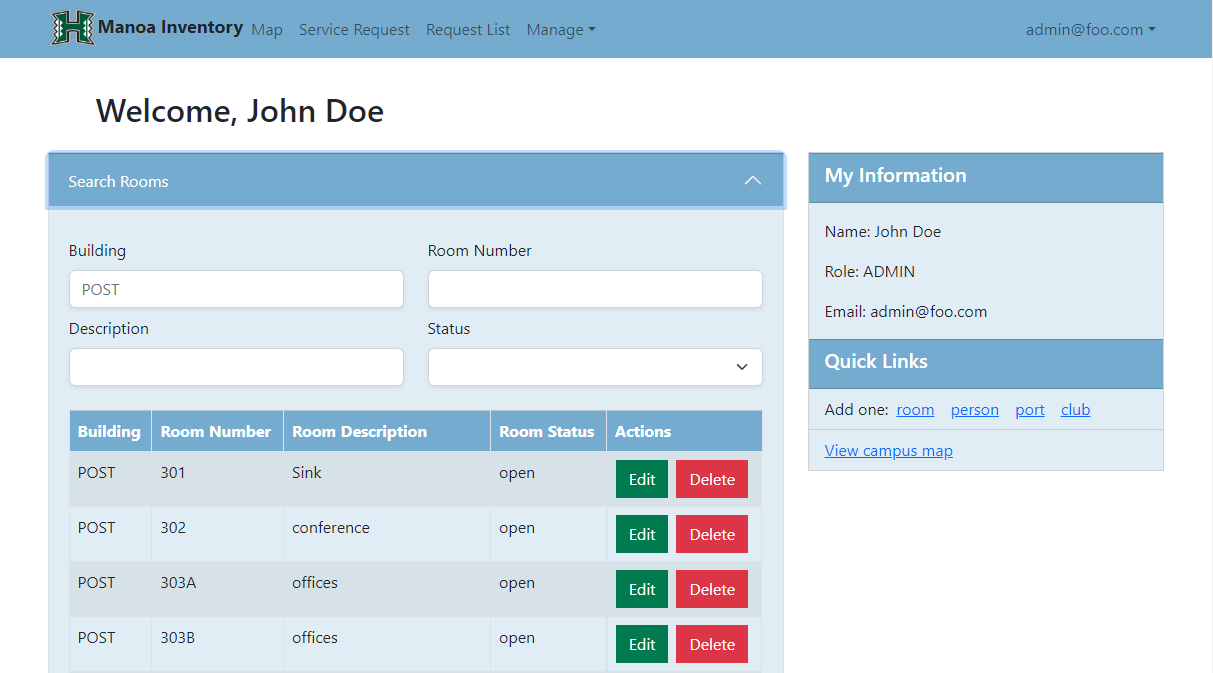 H Manoa Inventory Map Service Request Request List Manage admin@foo.com
Welcome, John Doe
Search Rooms
Building Room Number
POST
Description Status
Building Room Number Room Description Room Status Actions
POST 301 Sink open Edit Delete
POST 302 conference open Edit Delete
POST 303A offices open Edit Delete
POST 303B offices open Edit Delete
My Information
Name: John Doe
Role: ADMIN
Email: admin@foo.com
Quick Links
Add one: room person port club
View campus map